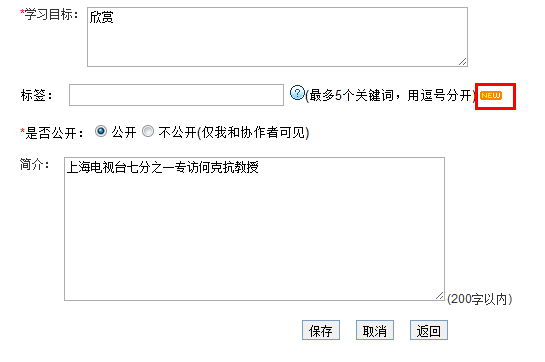 *学习目标： 欣赏
标签： ?(最多5个关键词，用逗号分开) NEW
*是否公开： 公开 不公开(仅我和协作者可见)
简介： 上海电视台七分之一专访何克抗教授
(200字以内)
保存 取消 返回